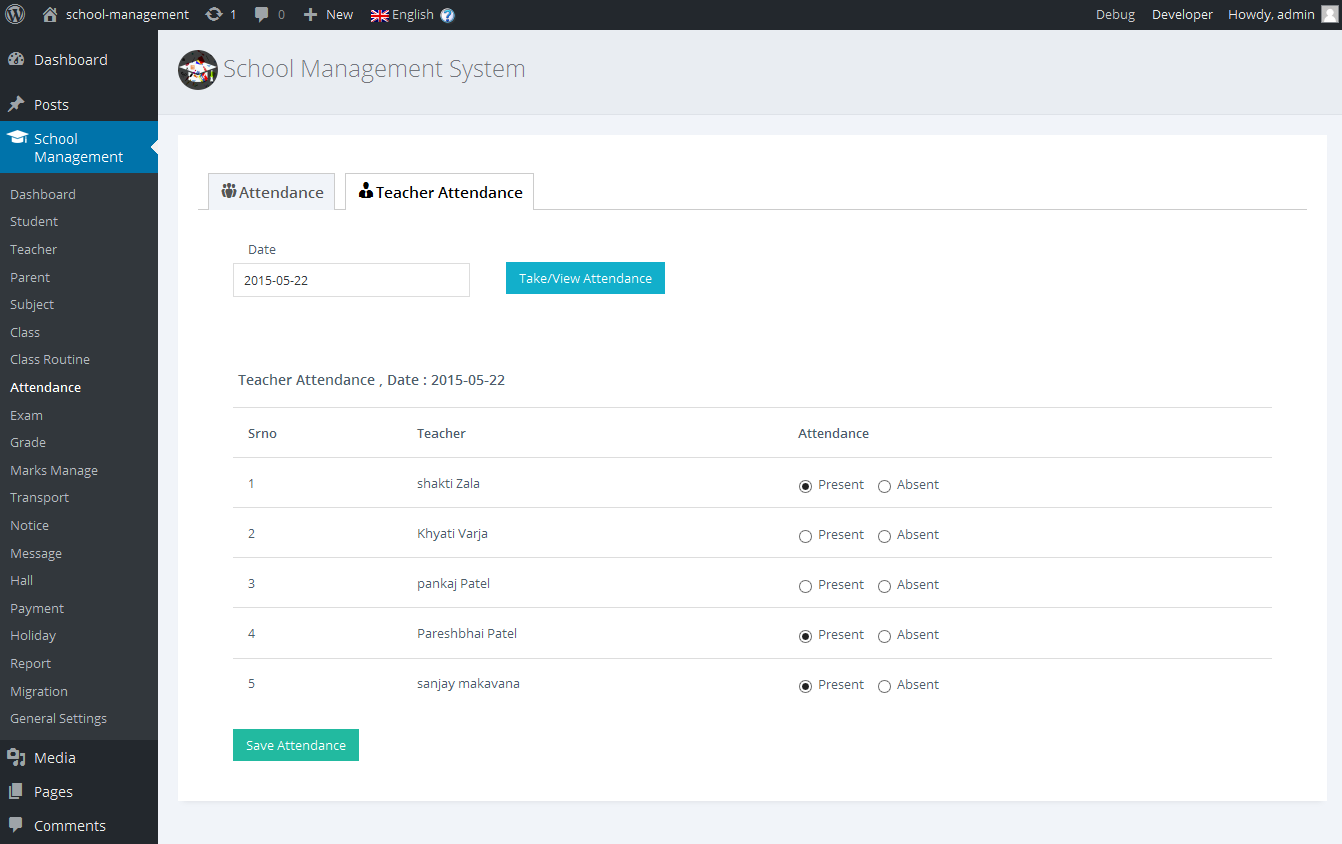 school-management 1 0 New English Debug Developer Howdy, admin
Dashboard
Posts
School
Management
Dashboard
Student
Teacher
Parent
Subject
Class
Class Routine
Attendance
Exam
Grade
Marks Manage
Transport
Notice
Message
Hall
Payment
Holiday
Report
Migration
General Settings
Media
Pages
Comments
School Management System
Attendance Teacher Attendance
Date
2015-05-22 Take/View Attendance
Teacher Attendance , Date : 2015-05-22
Srno Teacher Attendance
1 shakti Zala Present Absent
2 Khyati Varja Present Absent
3 pankaj Patel Present Absent
4 Pareshbhai Patel Present Absent
5 sanjay makavana Present Absent
Save Attendance